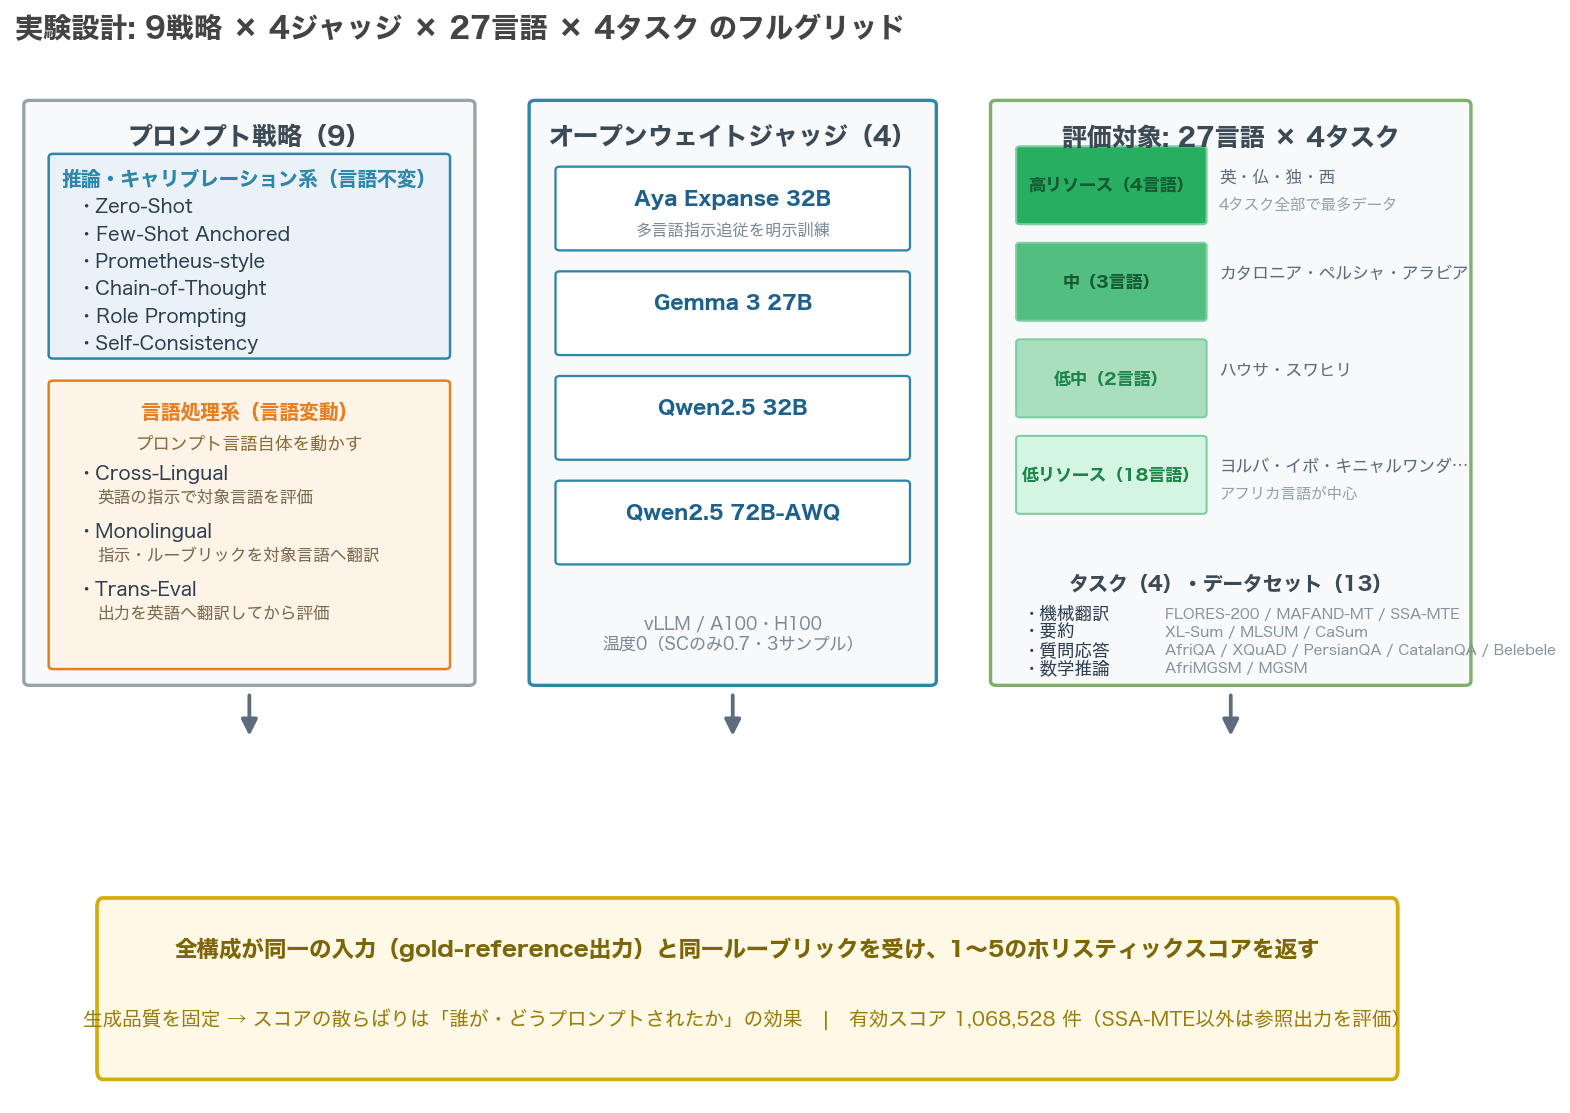 実験設計: 9戦略 × 4ジャッジ × 27言語 × 4タスク のフルグリッド
プロンプト戦略（9）
推論・キャリブレーション系（言語不変）
・Zero-Shot
・Few-Shot Anchored
・Prometheus-style
・Chain-of-Thought
・Role Prompting
・Self-Consistency
言語処理系（言語変動）
プロンプト言語自体を動かす
・Cross-Lingual
英語の指示で対象言語を評価
・Monolingual
指示・ルーブリックを対象言語へ翻訳
・Trans-Eval
出力を英語へ翻訳してから評価
オープンウェイトジャッジ（4）
Aya Expanse 32B
多言語指示追従を明示訓練
Gemma 3 27B
Qwen2.5 32B
Qwen2.5 72B-AWQ
vLLM / A100・H100
温度0（SCのみ0.7・3サンプル）
評価対象: 27言語 × 4タスク
高リソース（4言語）
英・仏・独・西
4タスク全部で最多データ
中（3言語）
カタロニア・ペルシャ・アラビア
低中（2言語）
ハウサ・スワヒリ
低リソース（18言語）
ヨルバ・イボ・キニャルワンダ…
アフリカ言語が中心
タスク（4）・データセット（13）
・機械翻訳 FLORES-200 / MAFAND-MT / SSA-MTE
・要約 XL-Sum / MLSUM / CaSum
・質問応答 AfriQA / XQuAD / PersianQA / CatalanQA / Belebele
・数学推論 AfriMGSM / MGSM
全構成が同一の入力（gold-reference出力）と同一ルーブリックを受け、1〜5のホリスティックスコアを返す
生成品質を固定 → スコアの散らばりは「誰が・どうプロンプトされたか」の効果 | 有効スコア 1,068,528 件（SSA-MTE以外は参照出力を評価）